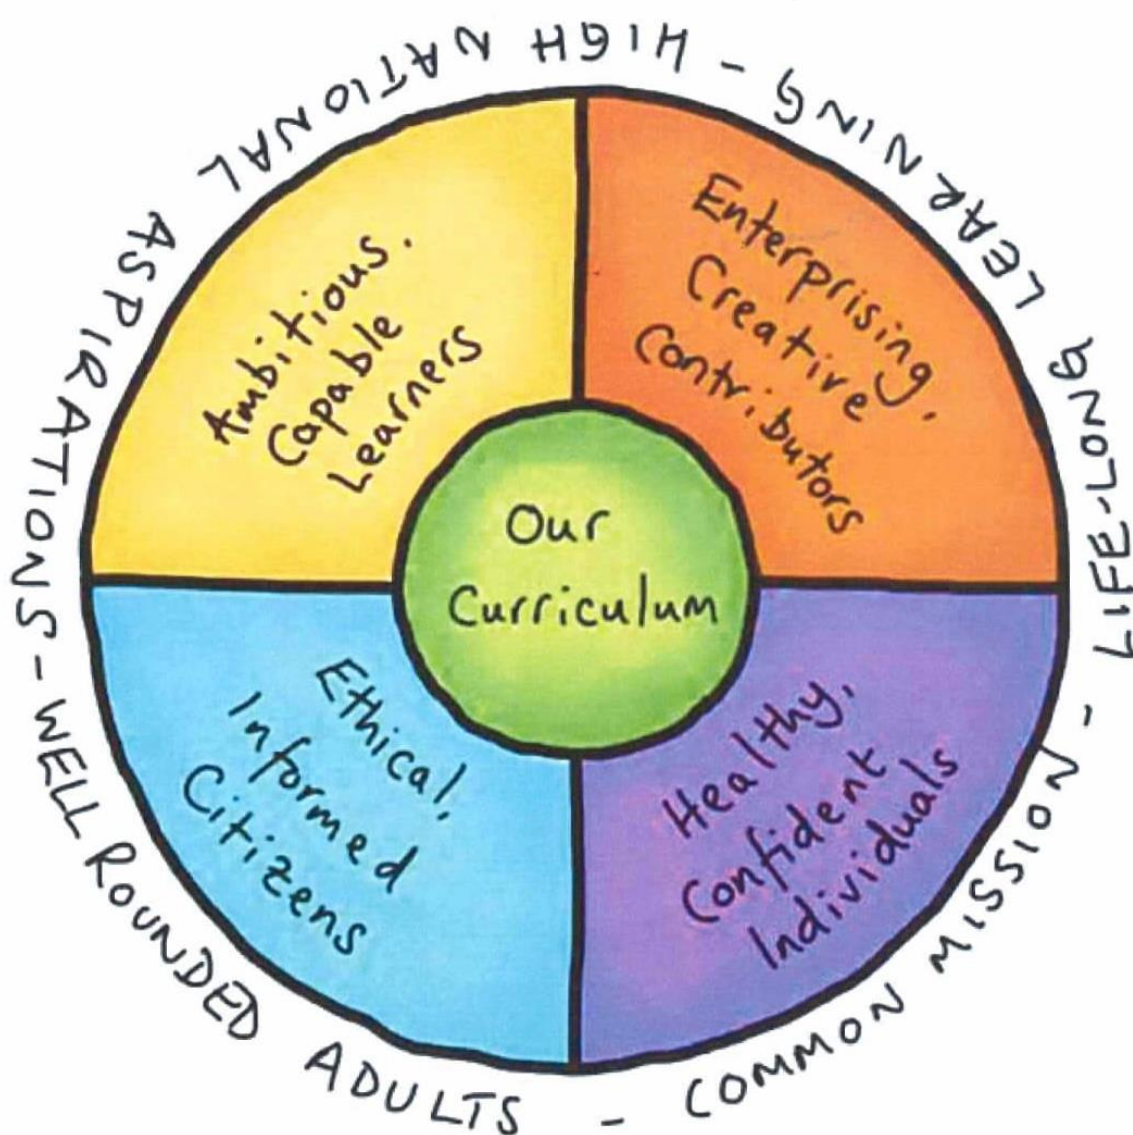 HIGH NATIONAL ASPIRATIONS - WELL ROUNDED ADULTS - COMMON MISSION - LIFE-LONG LEARNING -
Ambitious.
Capable
Learners
Enterprising,
Creative
Contributors
Our
Curriculum
Ethical,
Informed
Citizens
Healthy,
Confident
Individuals